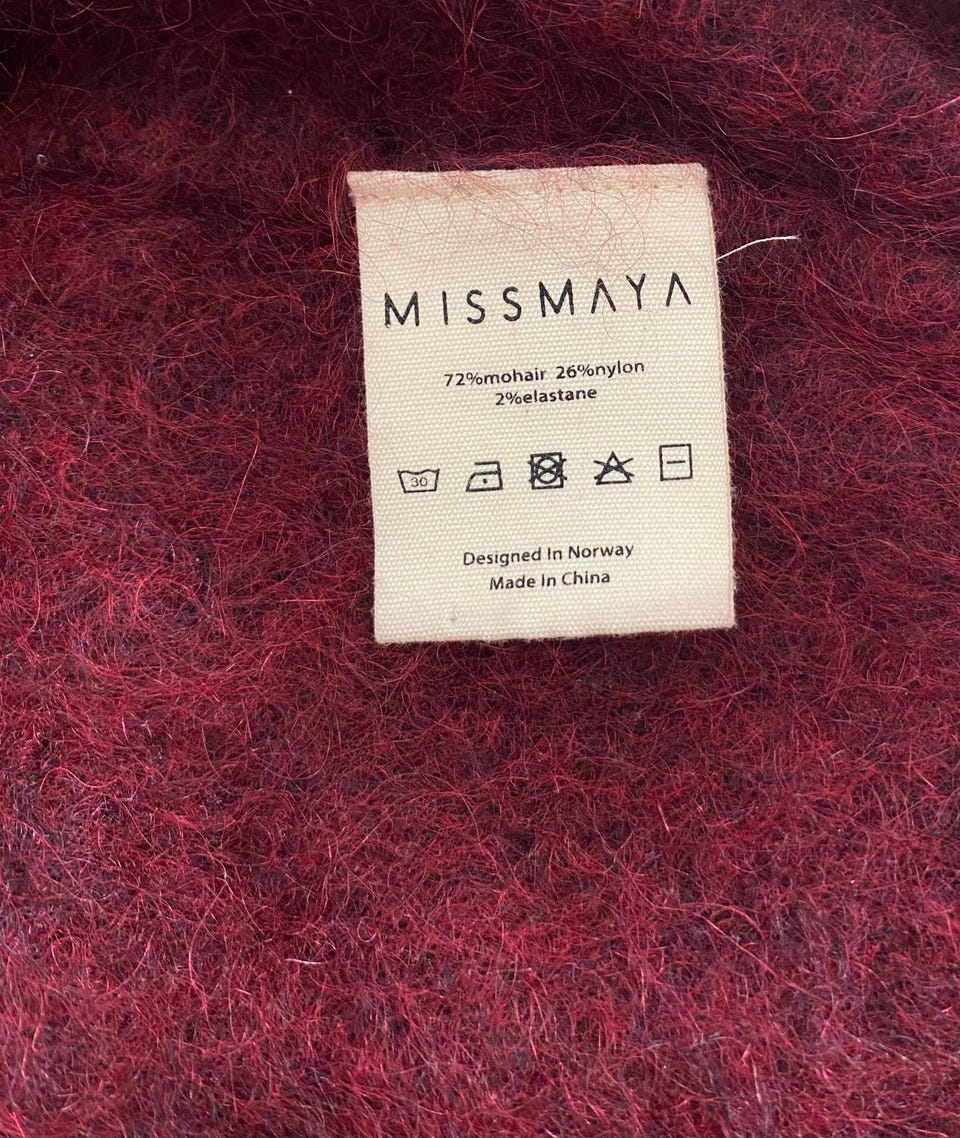 MISSMAYA
72%mohair 26%nylon
2%elastane
30
Designed In Norway
Made In China